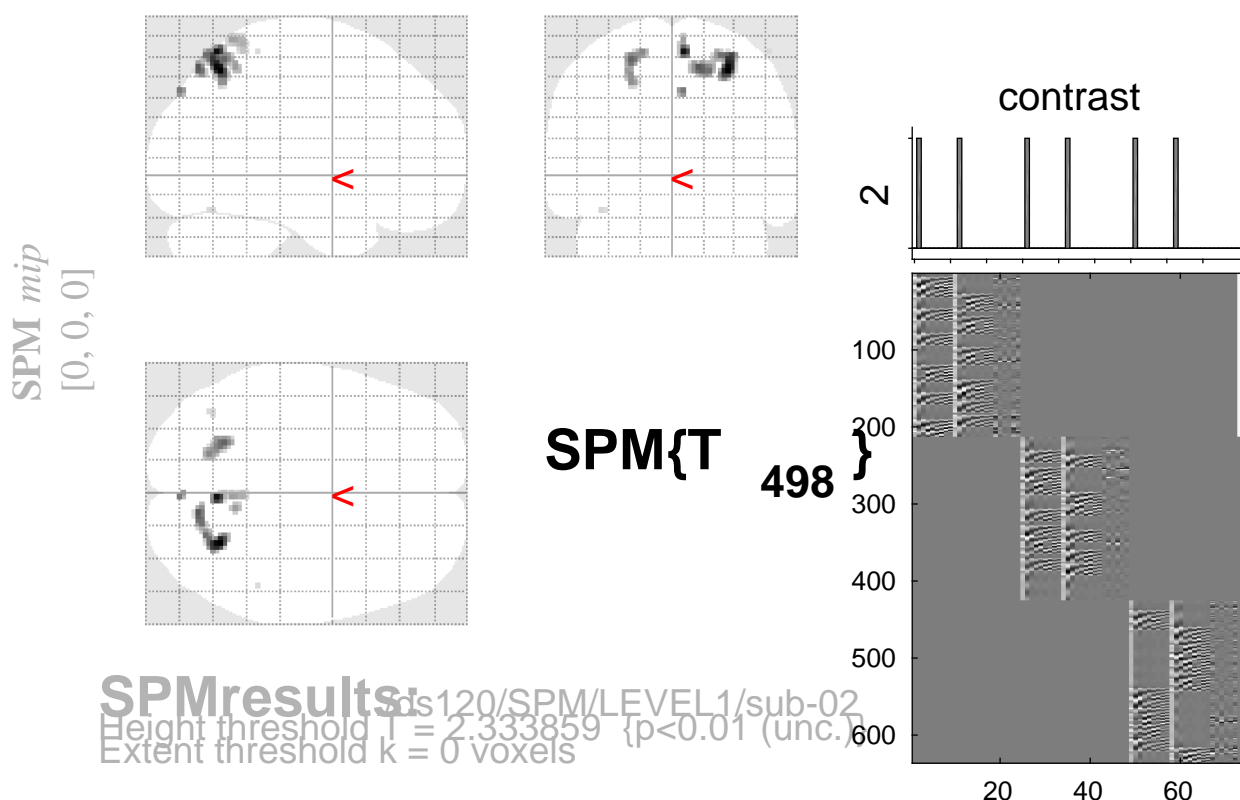 SPM mip
[0, 0, 0]
<
<
<
contrast
2
SPM{T 498 }
100
200
300
400
500
600
20 40 60
SPMresults: /ds120/SPM/LEVEL1/sub-02
Height threshold T = 2.333859 {p<0.01 (unc.)}
Extent threshold k = 0 voxels